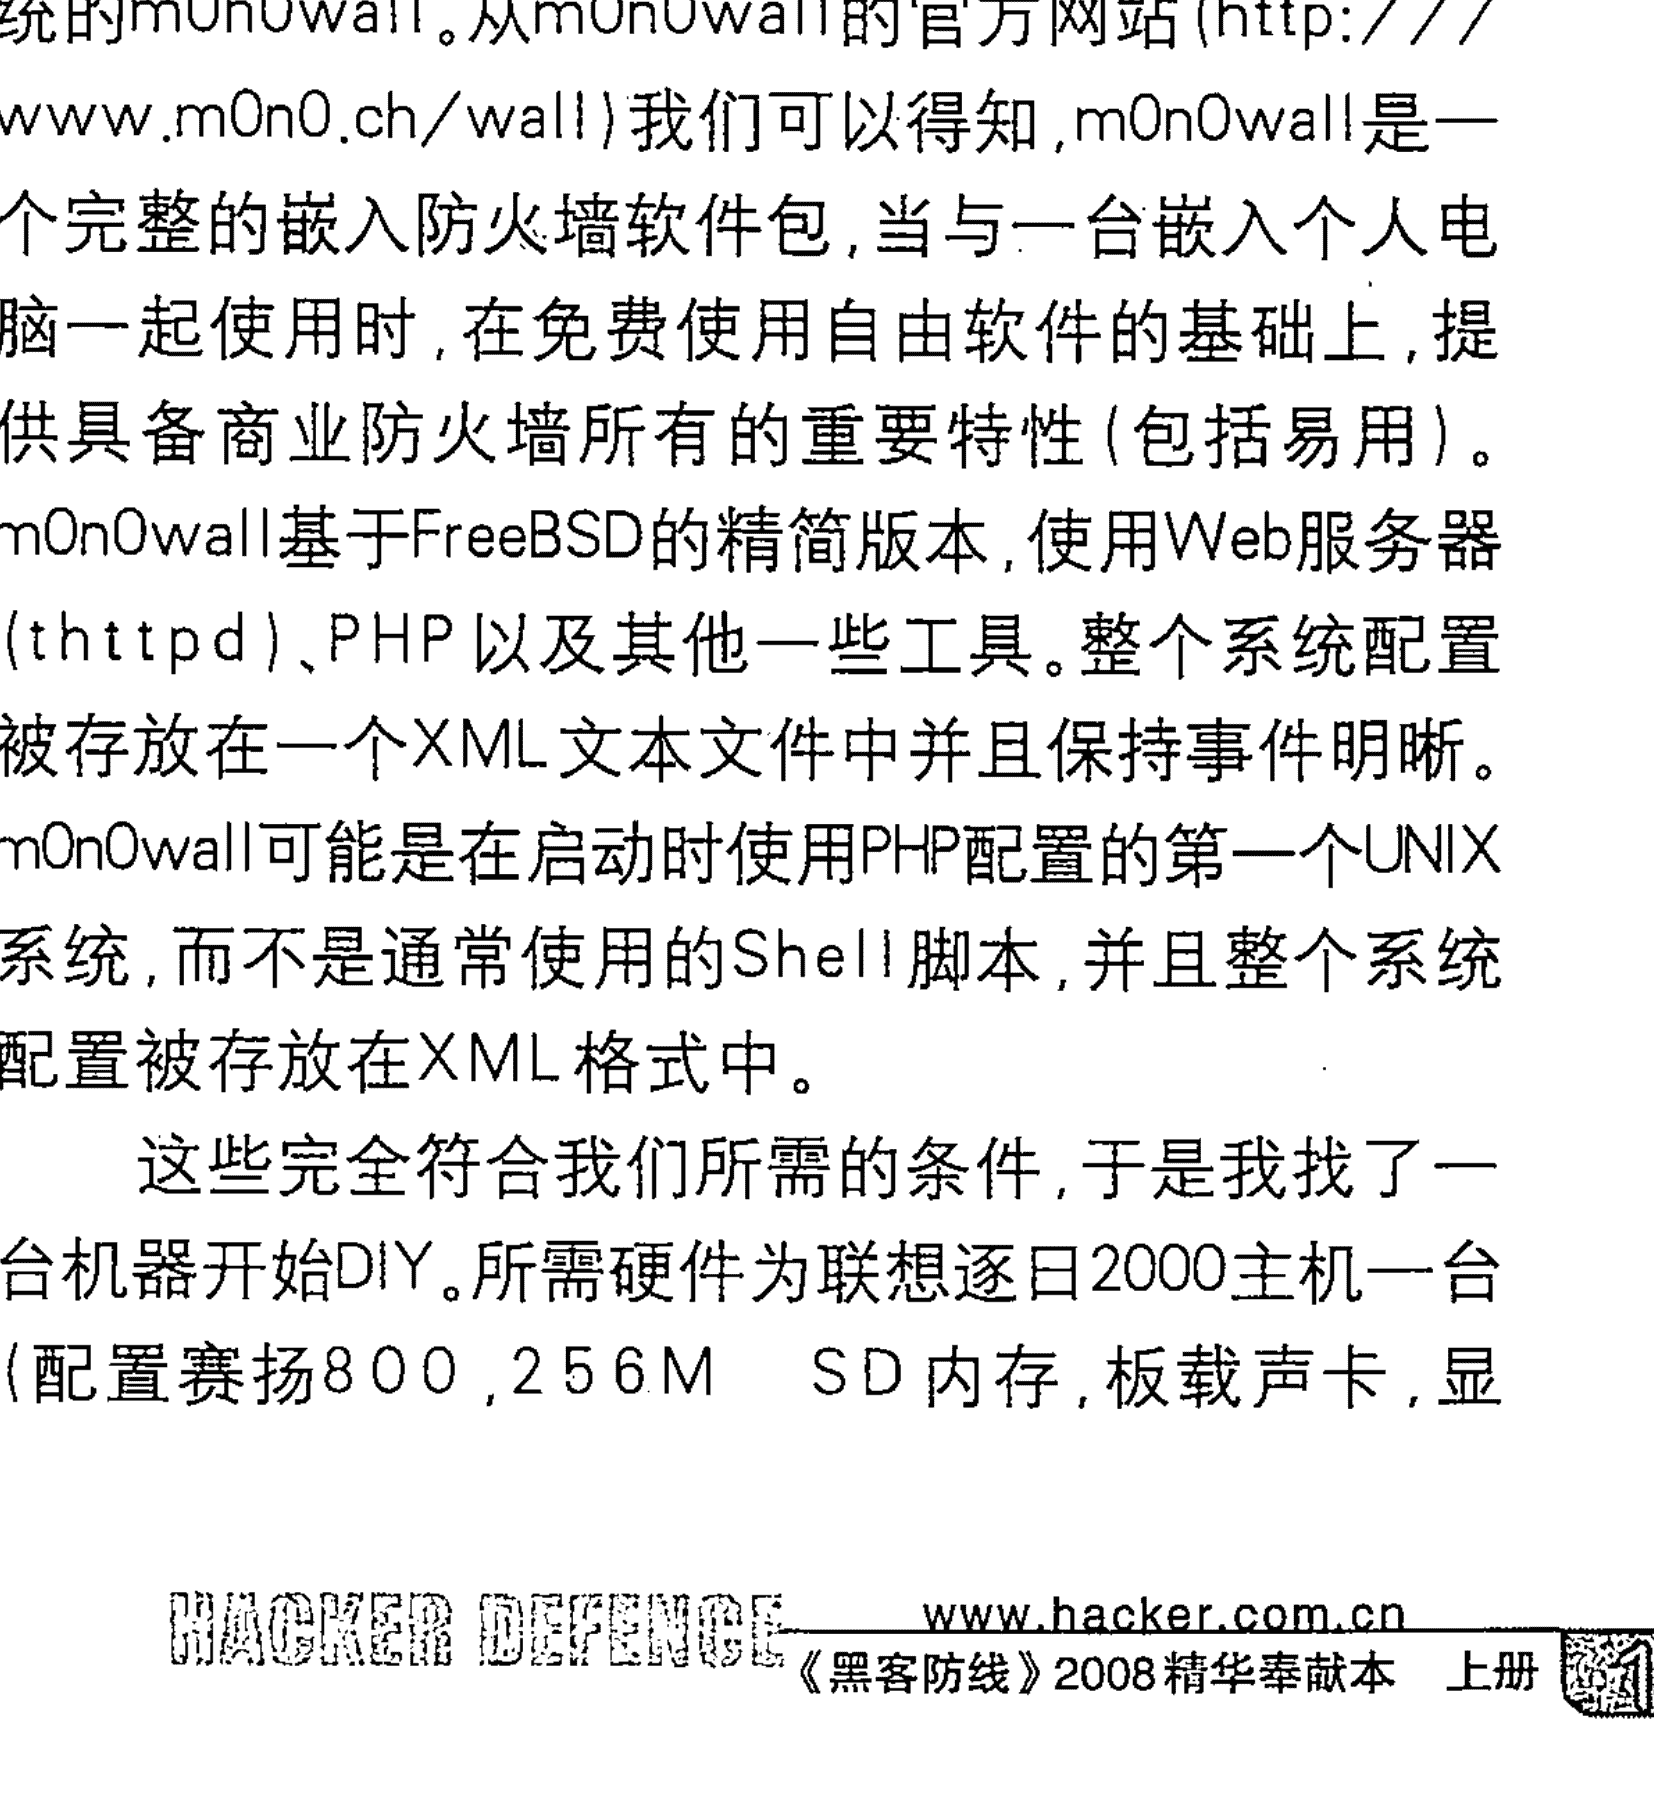 统的m0n0wall。从m0n0wall的官方网站(http:///
www.m0n0.ch/wall)我们可以得知,m0n0wall是一
个完整的嵌入防火墙软件包,当与一台嵌入个人电
脑一起使用时,在免费使用自由软件的基础上,提
供具备商业防火墙所有的重要特性(包括易用)。
m0n0wall基于FreeBSD的精简版本,使用Web服务器
(thttpd)、PHP以及其他一些工具。整个系统配置
被存放在一个XML文本文件中并且保持事件明晰。
m0n0wall可能是在启动时使用PHP配置的第一个UNIX
系统,而不是通常使用的Shell脚本,并且整个系统
配置被存放在XML格式中。
这些完全符合我们所需的条件,于是我找了一
台机器开始DIY。所需硬件为联想逐日2000主机一台
(配置赛扬800,256M SD内存,板载声卡,显
HACKER DEFENCE
www.hacker.com.cn
《黑客防线》2008精华奉献本 上册